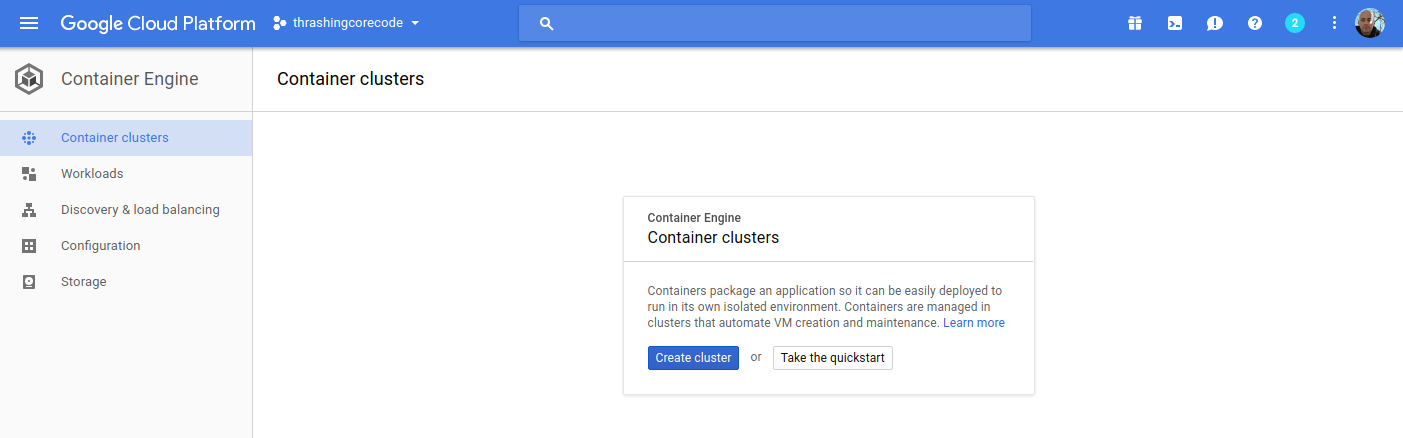 Google Cloud Platform thrashingcorecode 2
Container Engine
Container clusters
Container clusters
Workloads
Discovery & load balancing
Configuration
Storage
Container Engine
Container clusters
Containers package an application so it can be easily deployed to
run in its own isolated environment. Containers are managed in
clusters that automate VM creation and maintenance. Learn more
Create cluster or Take the quickstart